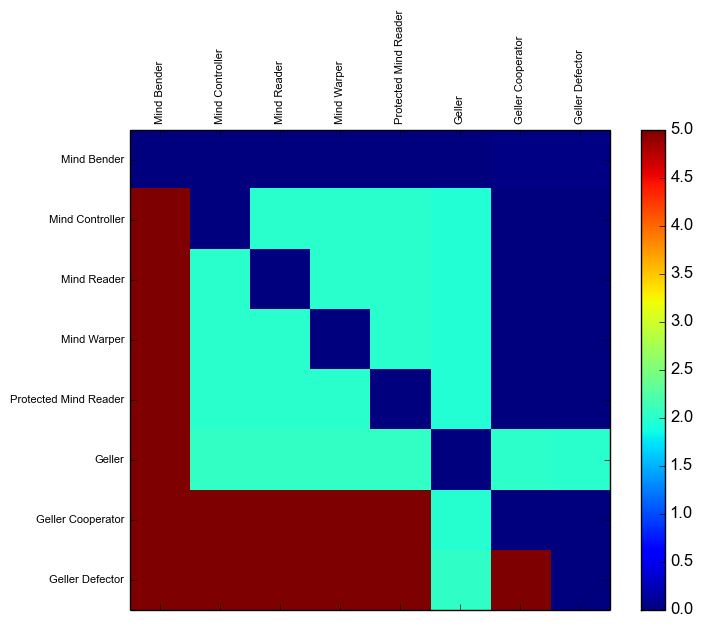 Mind Bender
Mind Controller
Mind Reader
Mind Warper
Protected Mind Reader
Geller
Geller Cooperator
Geller Defector
Mind Bender
Mind Controller
Mind Reader
Mind Warper
Protected Mind Reader
Geller
Geller Cooperator
Geller Defector
5.0
4.5
4.0
3.5
3.0
2.5
2.0
1.5
1.0
0.5
0.0